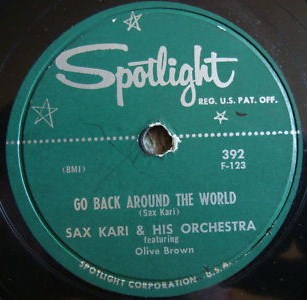 Spotlight
REG. U.S. PAT. OFF.
(BMI)
392
F-123
GO BACK AROUND THE WORLD
(Sax Kari)
SAX KARI & HIS ORCHESTRA
featuring
Olive Brown
SPOTLIGHT CORPORATION U.S.A.